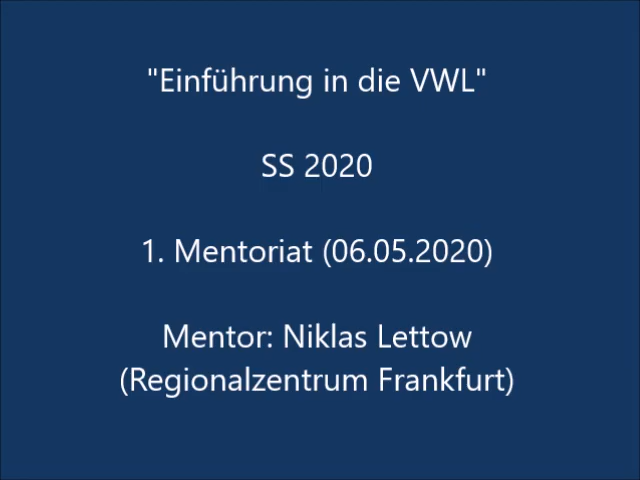 "Einführung in die VWL"
SS 2020
1. Mentoriat (06.05.2020)
Mentor: Niklas Lettow
(Regionalzentrum Frankfurt)